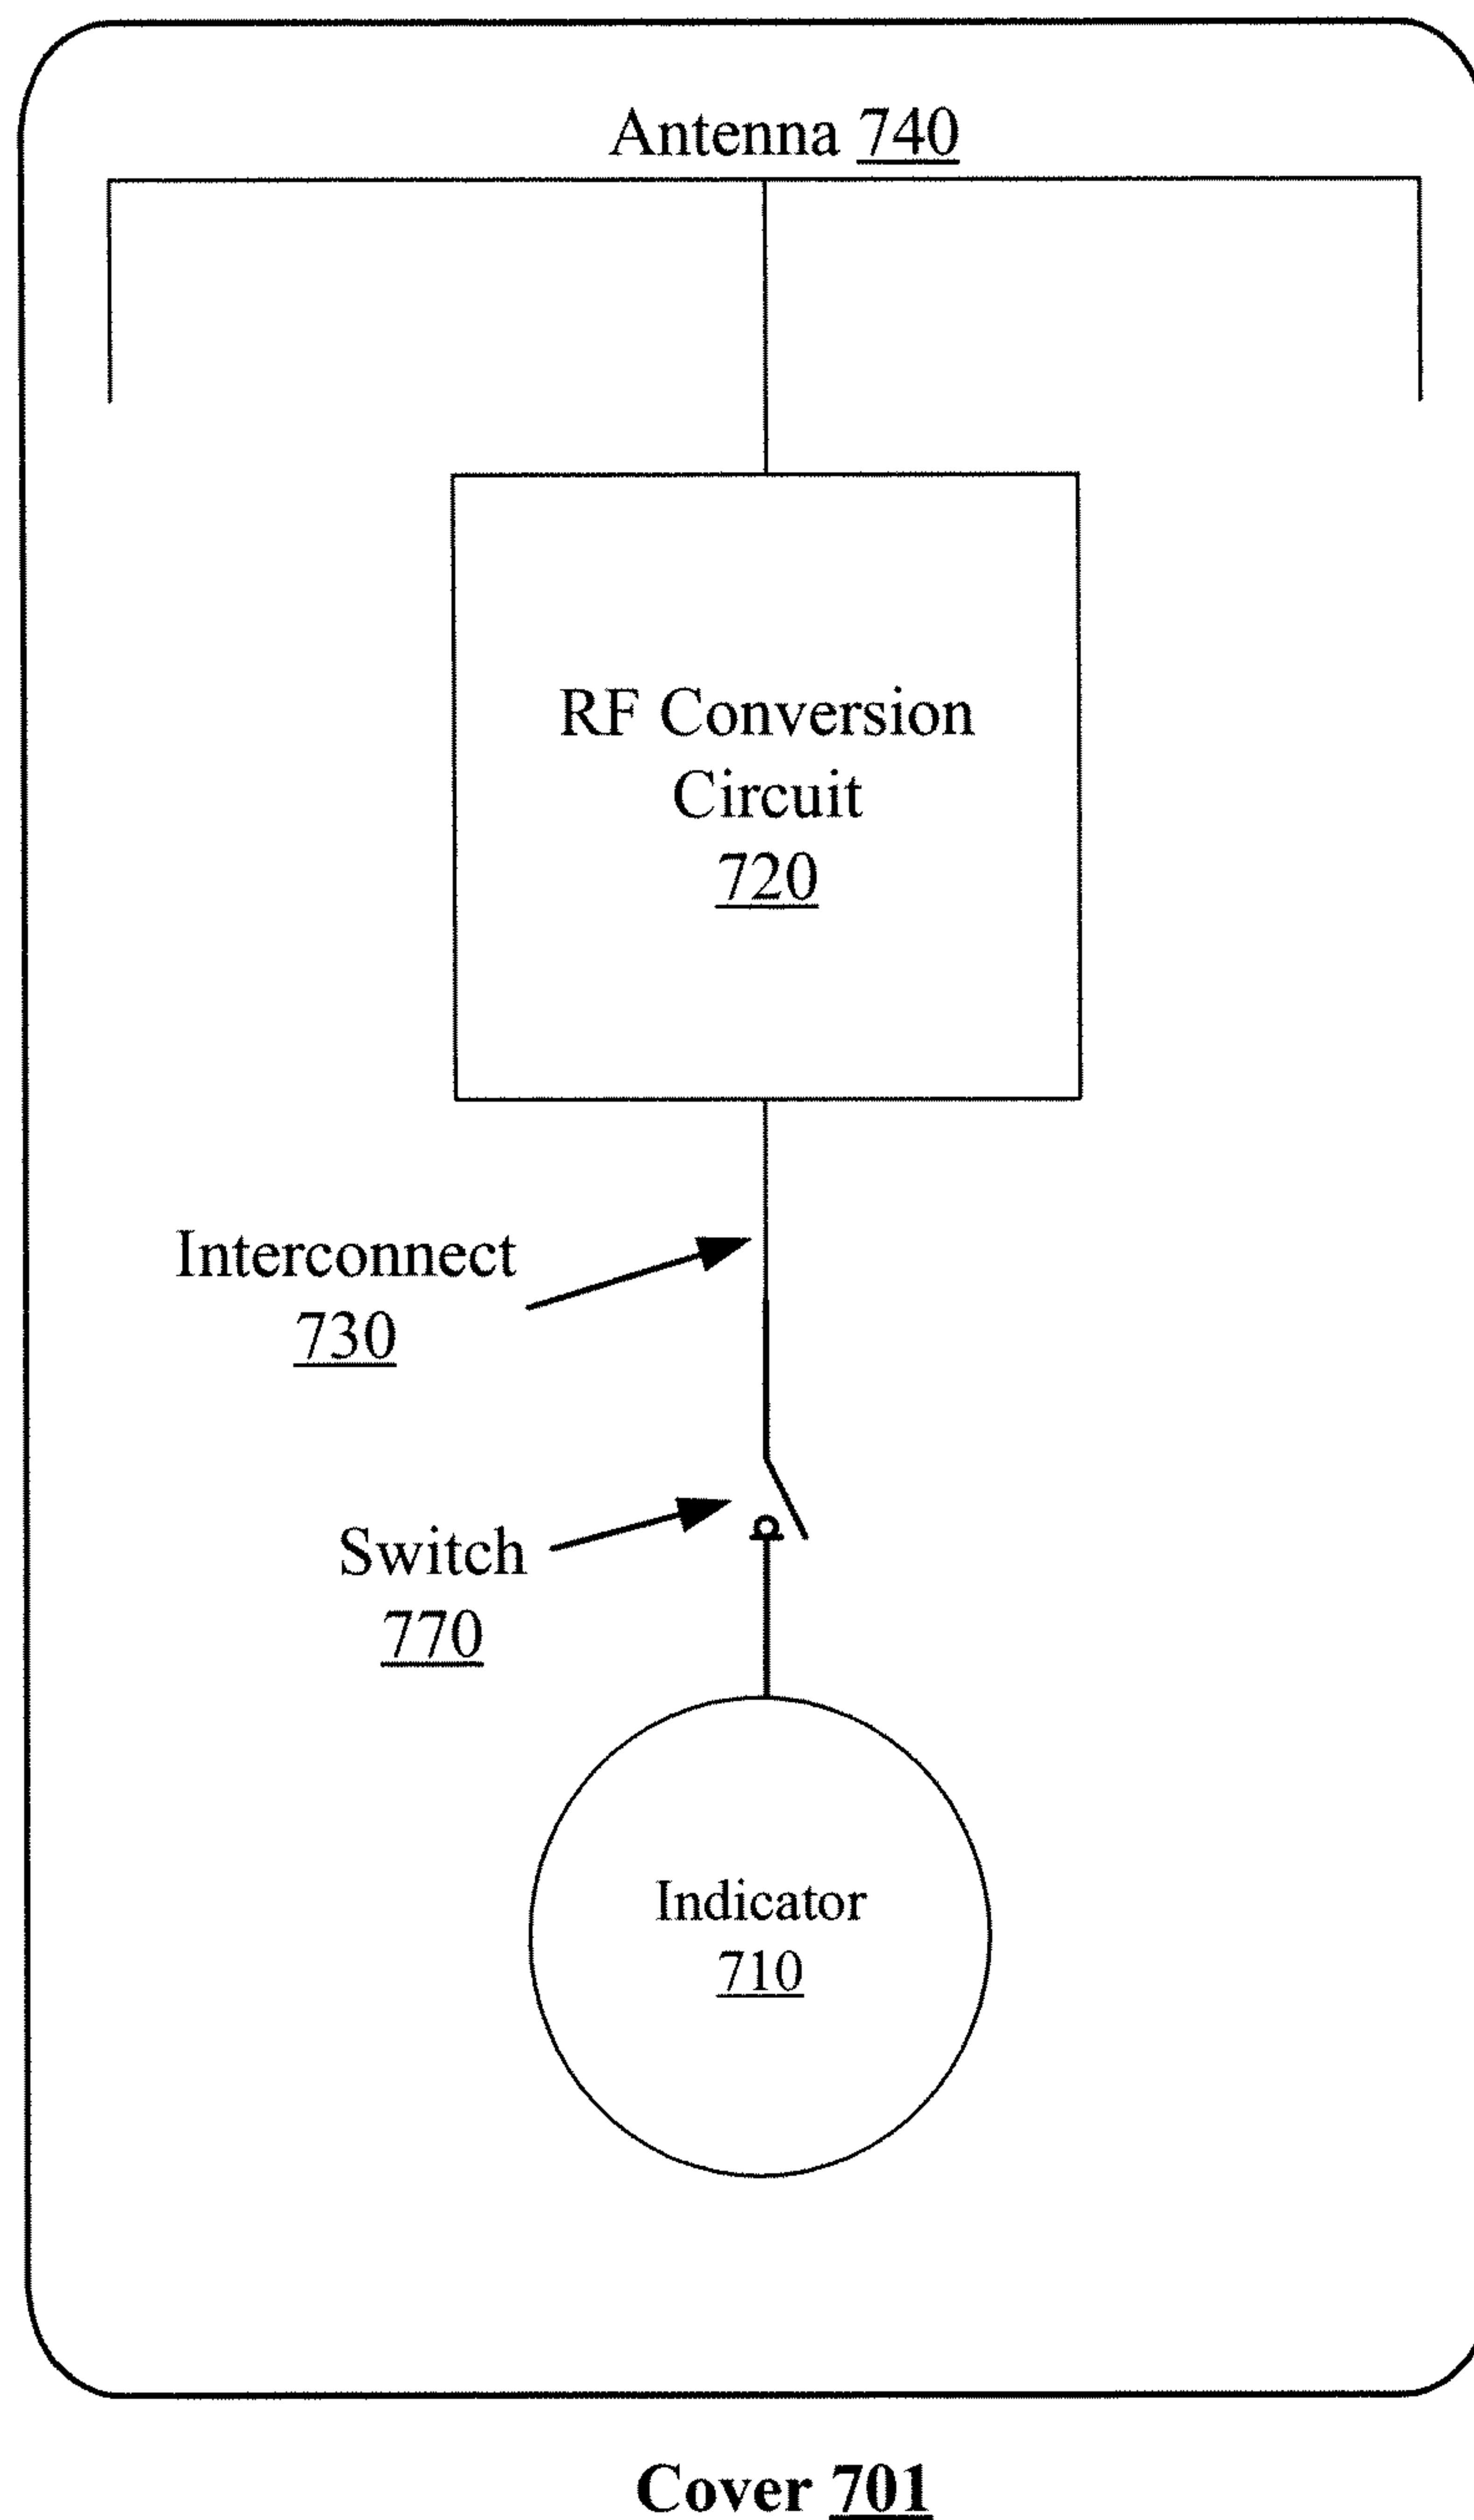 Antenna 740
RF Conversion
Circuit
720
Interconnect
730
Switch
770
Indicator
710
Cover 701